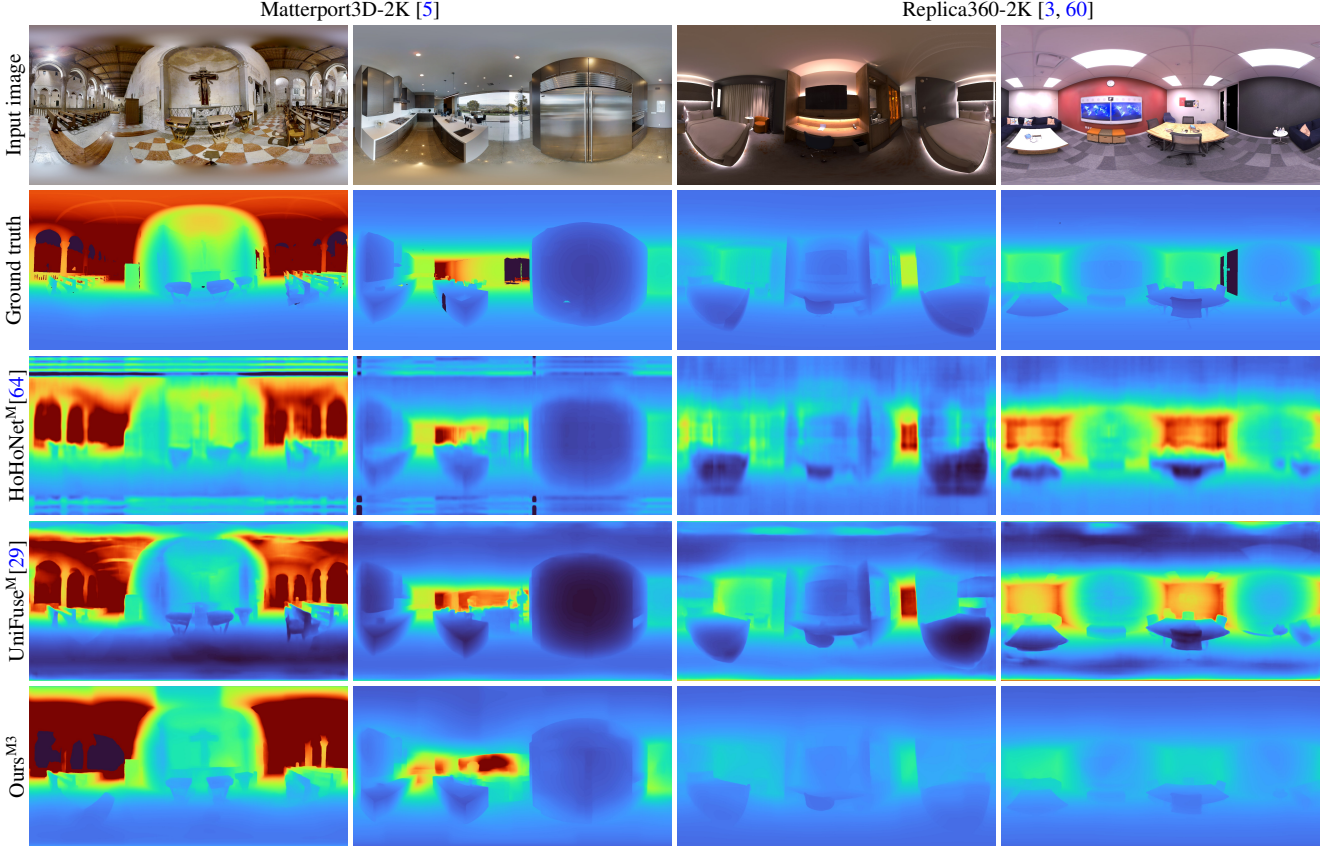 Matterport3D-2K [5]
Replica360-2K [3, 60]
Input image
Ground truth
HoHoNetᴹ[64]
UniFuseᴹ[29]
Oursᴹ³